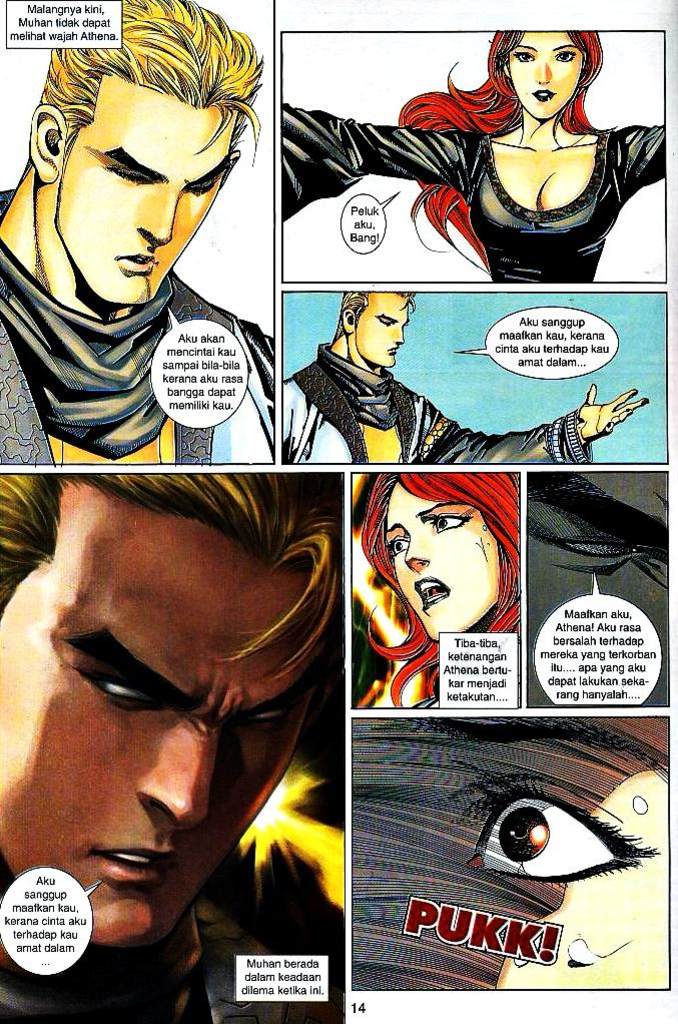 Malangnya kini,
Muhan tidak dapat
melihat wajah Athena.
Aku akan
mencintai kau
sampai bila-bila
kerana aku rasa
bangga dapat
memiliki kau.
Peluk
aku,
Bang!
Aku sanggup
maafkan kau, kerana
cinta aku terhadap kau
amat dalam...
Aku
sanggup maafkan
kau, kerana
cinta aku
terhadap kau
amat dalam
...
Muhan berada
dalam keadaan
dilema ketika ini.
Tiba-tiba,
ketenangan
Athena bertu-
kar menjadi
ketakutan....
Maafkan aku,
Athena! Aku rasa
bersalah terhadap
mereka yang terkorban
itu.... apa yang aku
dapat lakukan seka-
rang hanyalah....
PUKK!
14